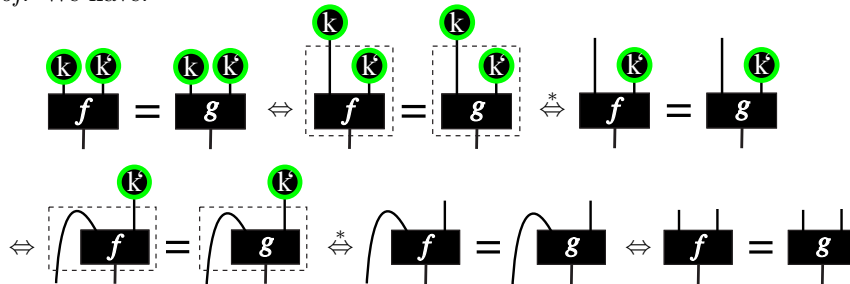 of. We have:
k k'
k k
k' k' k' k'
f = g ⇔ f = g ⇔* f = g
k' k'
⇔ f = g ⇔* f = g ⇔ f = g